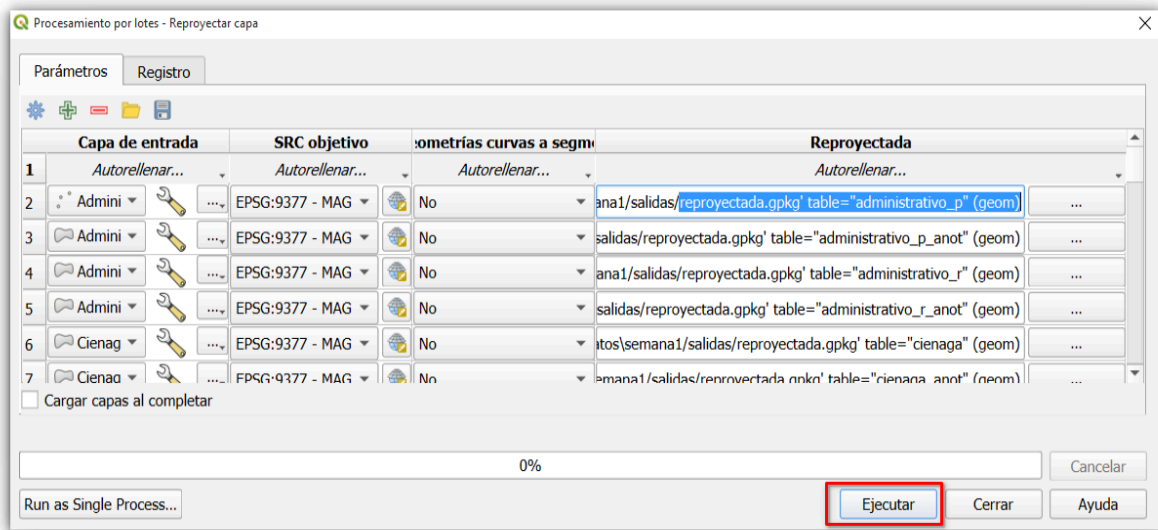 Procesamiento por lotes - Reproyectar capa
Parámetros Registro
Capa de entrada SRC objetivo eometrías curvas a segme Reproyectada
1 Autorellenar... Autorellenar... Autorellenar... Autorellenar...
2 Admini ... EPSG:9377 - MAG No ana1/salidas/reproyectada.gpkg' table="administrativo_p" (geom) ...
3 Admini ... EPSG:9377 - MAG No salidas/reproyectada.gpkg' table="administrativo_p_anot" (geom) ...
4 Admini ... EPSG:9377 - MAG No ana1/salidas/reproyectada.gpkg' table="administrativo_r" (geom) ...
5 Admini ... EPSG:9377 - MAG No salidas/reproyectada.gpkg' table="administrativo_r_anot" (geom) ...
6 Cienag ... EPSG:9377 - MAG No atos\semana1/salidas/reproyectada.gpkg' table="cienaga" (geom) ...
7 Cienag ... EPSG:9377 - MAG No emana1/salidas/reproyectada.gpkg' table="cienaga_anot" (geom) ...
Cargar capas al completar
0% Cancelar
Run as Single Process... Ejecutar Cerrar Ayuda